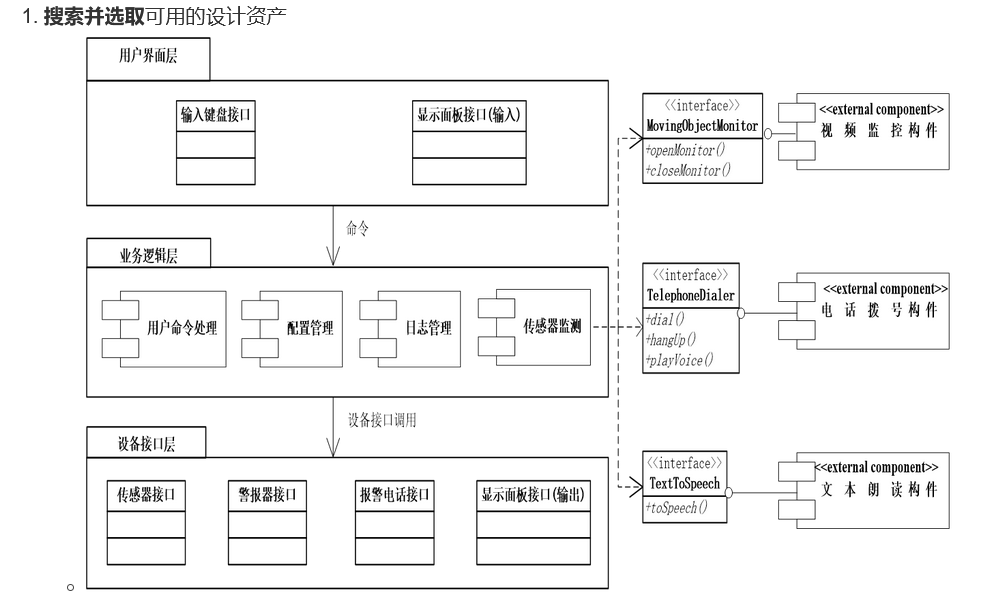 1. 搜索并选取可用的设计资产
用户界面层
输入键盘接口
显示面板接口(输入)
命令
业务逻辑层
用户命令处理
配置管理
日志管理
传感器监测
设备接口调用
设备接口层
传感器接口
警报器接口
报警电话接口
显示面板接口(输出)
<<interface>>
MovingObjectMonitor
+openMonitor()
+closeMonitor()
<<external component>>
视频监控构件
<<interface>>
TelephoneDialer
+dial()
+hangUp()
+playVoice()
<<external component>>
电话拨号构件
<<interface>>
TextToSpeech
+toSpeech()
<<external component>>
文本朗读构件